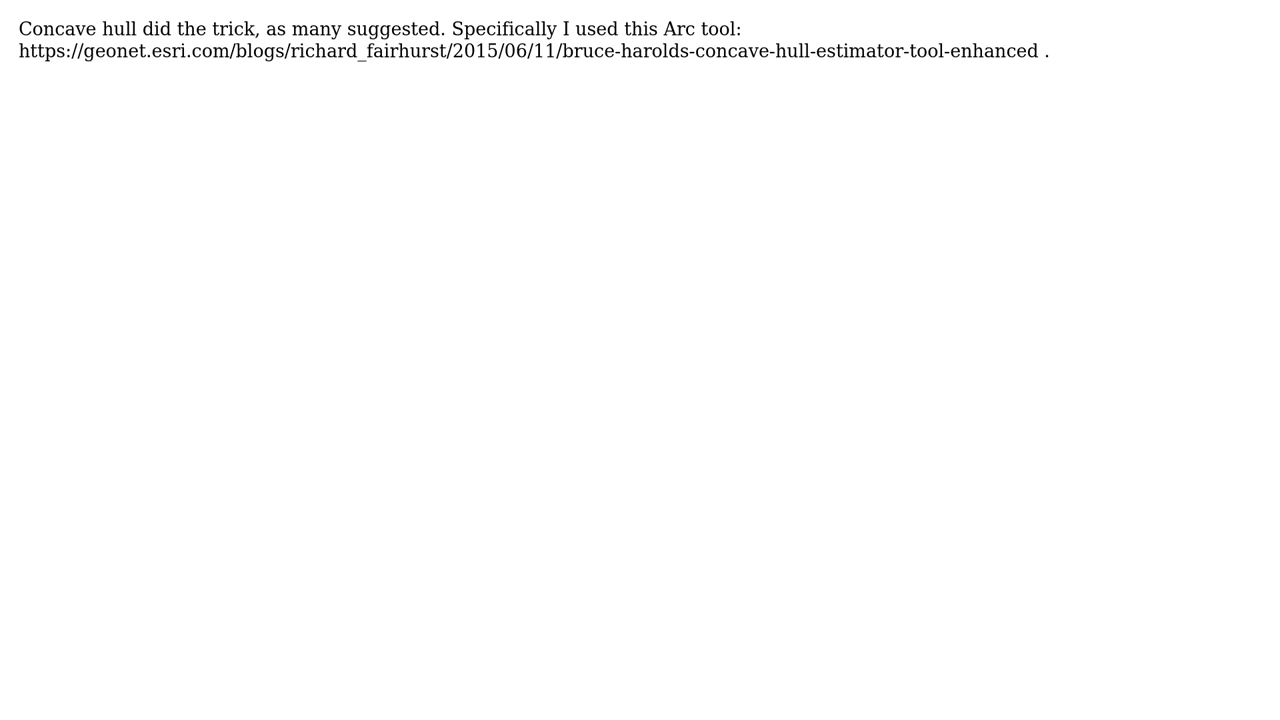 Concave hull did the trick, as many suggested. Specifically I used this Arc tool:
https://geonet.esri.com/blogs/richard_fairhurst/2015/06/11/bruce-harolds-concave-hull-estimator-tool-enhanced .